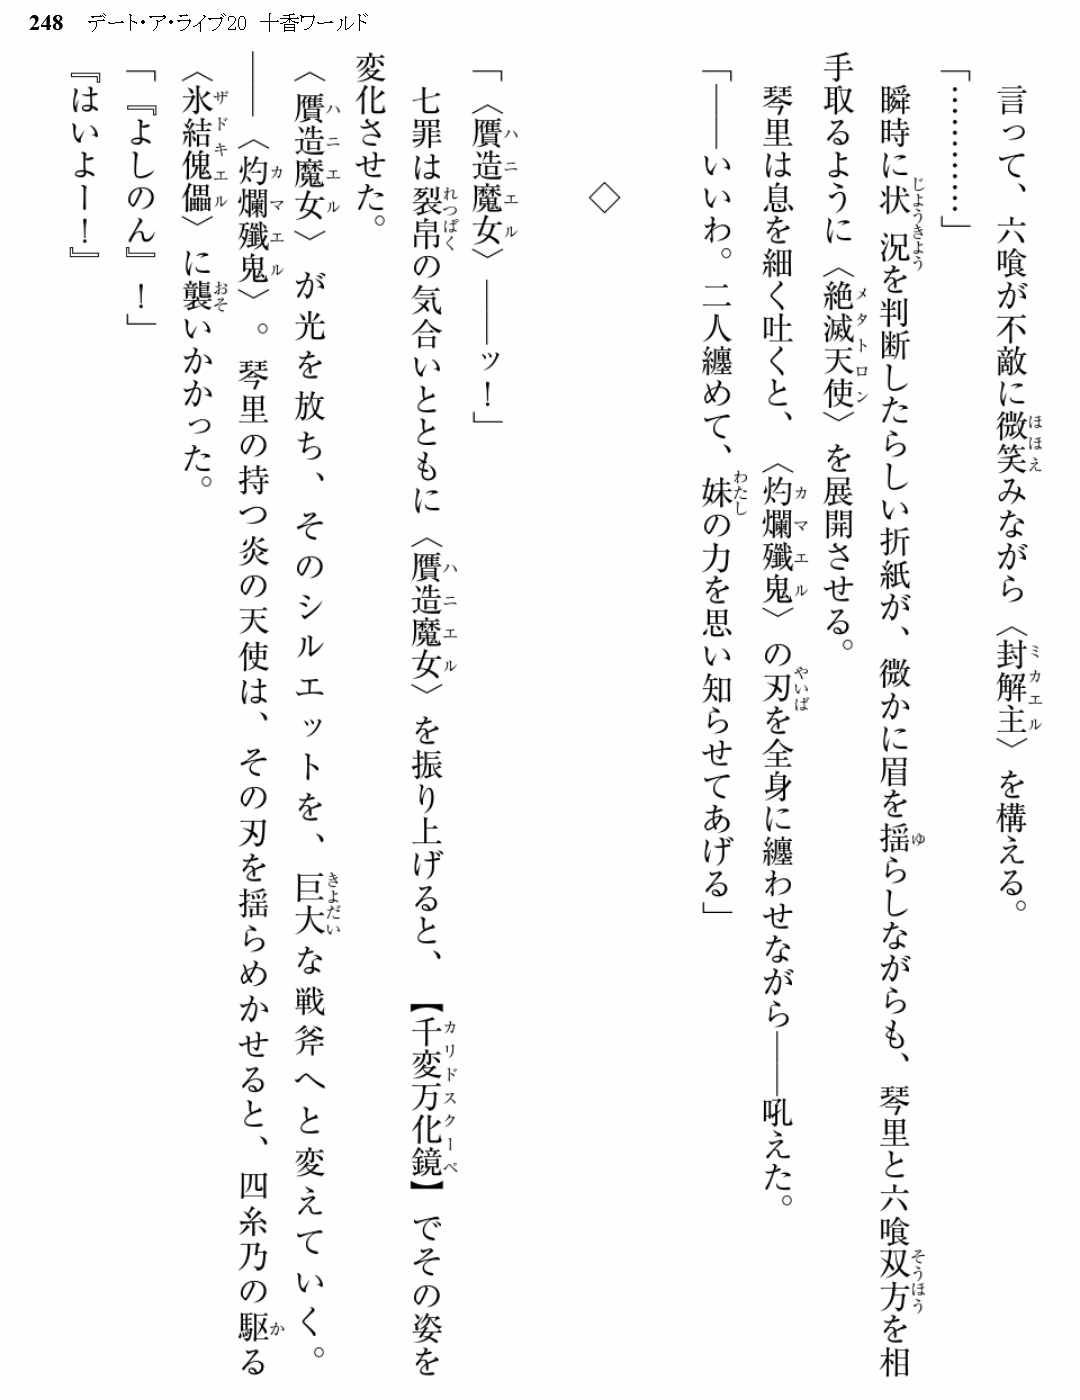 248 デート・ア・ライブ20 十香ワールド
言って、六喰が不敵に微笑みながら〈封解主〉を構える。
「…………」
瞬時に状況を判断したらしい折紙が、微かに眉を揺らしながらも、琴里と六喰双方を相
手取るように〈絶滅天使〉を展開させる。
琴里は息を細く吐くと、〈灼爛殲鬼〉の刃を全身に纏わせながら――吼えた。
「――いいわ。二人纏めて、妹の力を思い知らせてあげる」
◇
「〈贋造魔女〉――ッ！」
七罪は裂帛の気合いとともに〈贋造魔女〉を振り上げると、【千変万化鏡】でその姿を
変化させた。
〈贋造魔女〉が光を放ち、そのシルエットを、巨大な戦斧へと変えていく。
――〈灼爛殲鬼〉。琴里の持つ炎の天使は、その刃を揺らめかせると、四糸乃の駆る
〈氷結傀儡〉に襲いかかった。
「『よしのん』！」
『はいよー！』